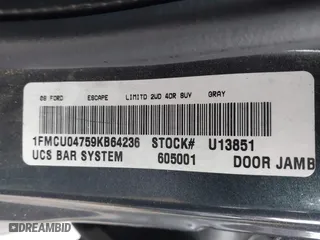 09 FORD ESCAPE LIMITD 2WD 4DR SUV GRAY
1FMCU04759KB64236 STOCK# U13851
UCS BAR SYSTEM 605001 DOOR JAMB
DREAMBID